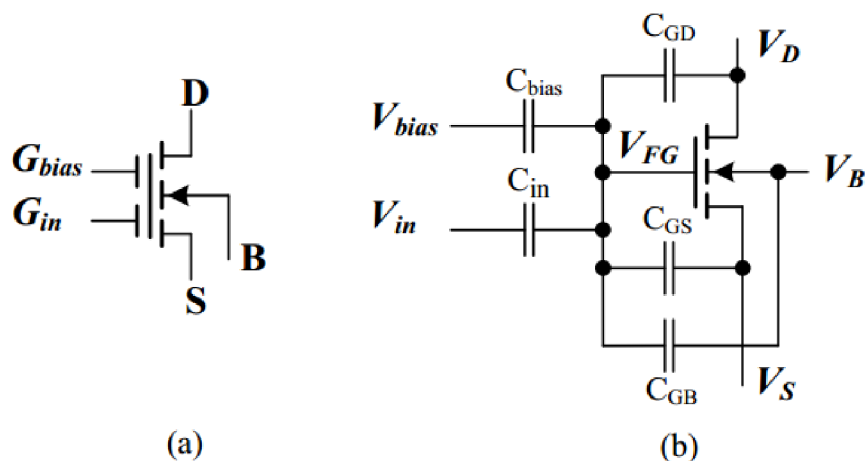 D
G_bias
G_in
B
S
(a)
C_GD
V_D
C_bias
V_bias
V_FG
V_B
C_in
V_in
C_GS
C_GB
V_S
(b)